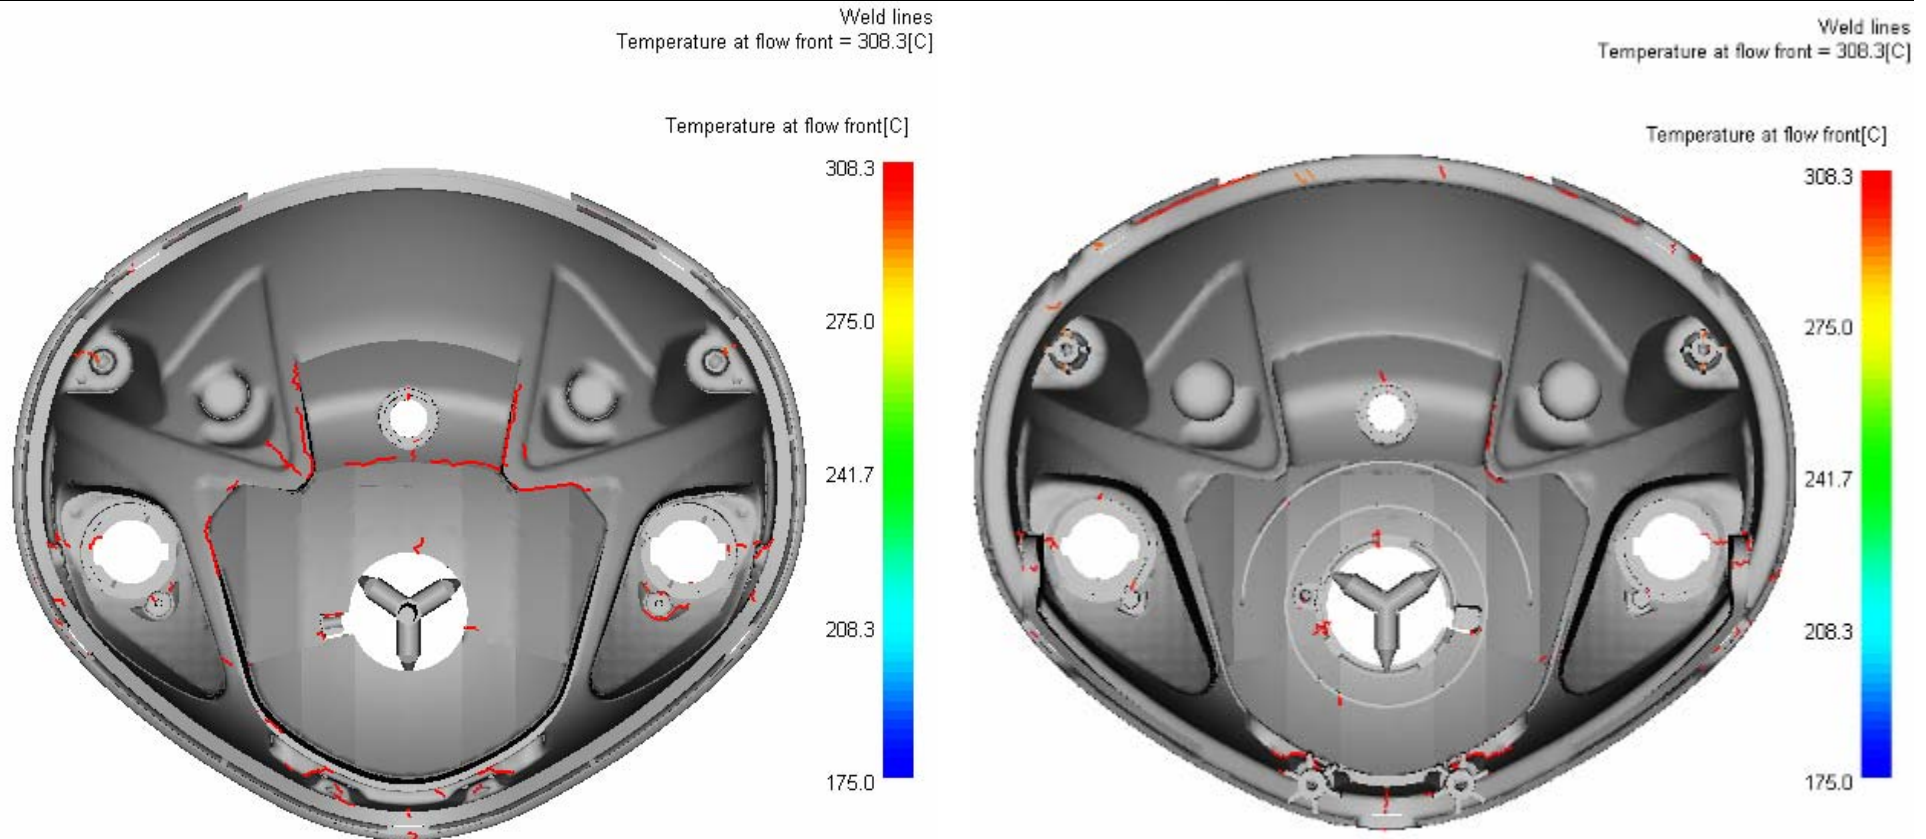 Weld lines
Temperature at flow front = 308.3[C]
Temperature at flow front[C]
308.3
275.0
241.7
208.3
175.0
Weld lines
Temperature at flow front = 308.3[C]
Temperature at flow front[C]
308.3
275.0
241.7
208.3
175.0